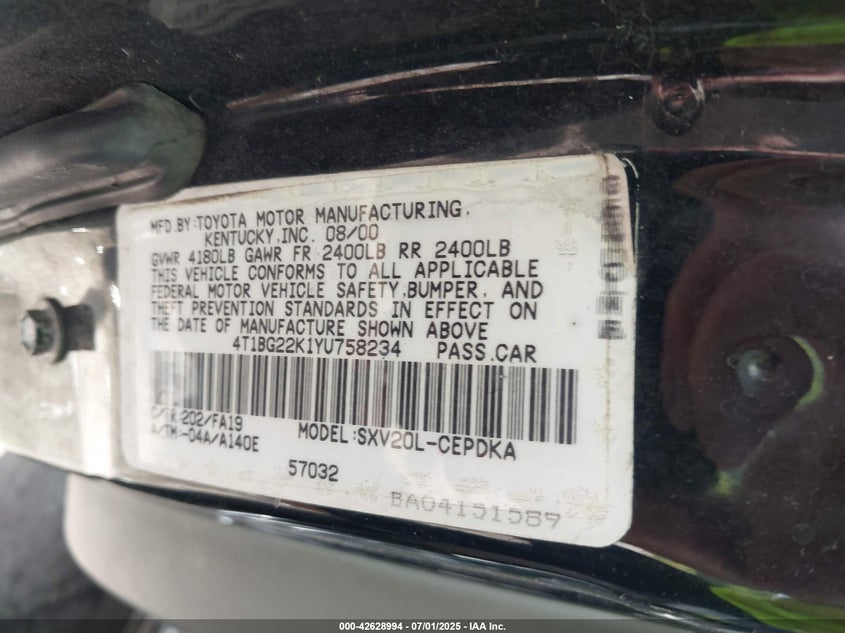 MFD.BY:TOYOTA MOTOR MANUFACTURING,
KENTUCKY,INC. 08/00
GVWR 4180LB GAWR FR 2400LB RR 2400LB
THIS VEHICLE CONFORMS TO ALL APPLICABLE
FEDERAL MOTOR VEHICLE SAFETY,BUMPER, AND
THEFT PREVENTION STANDARDS IN EFFECT ON
THE DATE OF MANUFACTURE SHOWN ABOVE
4T1BG22K1YU758234 PASS.CAR
C/TR:202/FA19
A/TM:-04A/A140E
MODEL:SXV20L-CEPDKA
57032
BA04151589
000-42628994 / 07/01/2025 - IAA Inc.